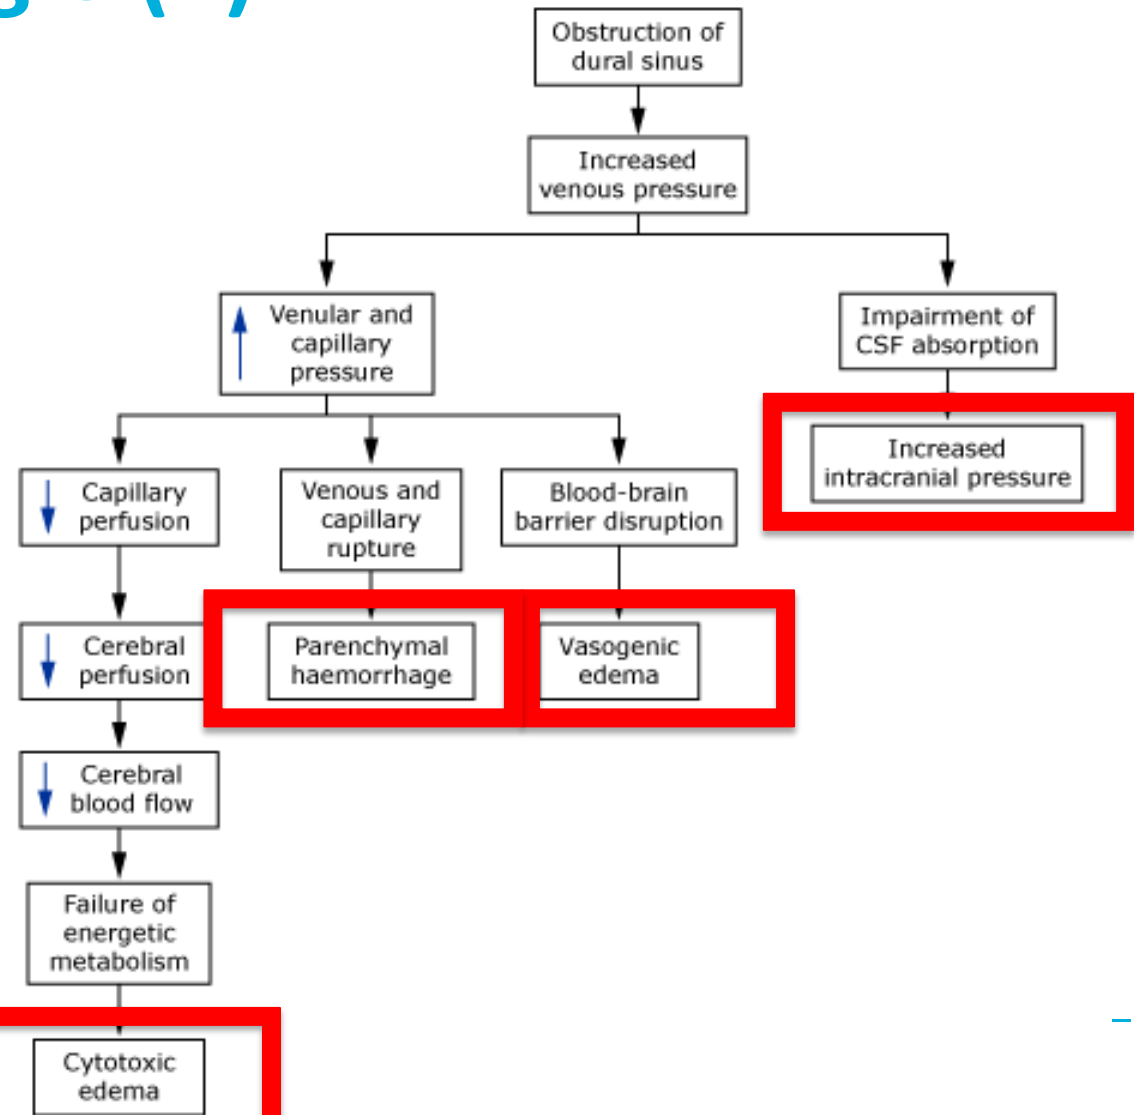 Obstruction of
dural sinus
Increased
venous pressure
Venular and
capillary
pressure
Impairment of
CSF absorption
Increased
intracranial pressure
Capillary
perfusion
Venous and
capillary
rupture
Blood-brain
barrier disruption
Cerebral
perfusion
Parenchymal
haemorrhage
Vasogenic
edema
Cerebral
blood flow
Failure of
energetic
metabolism
Cytotoxic
edema